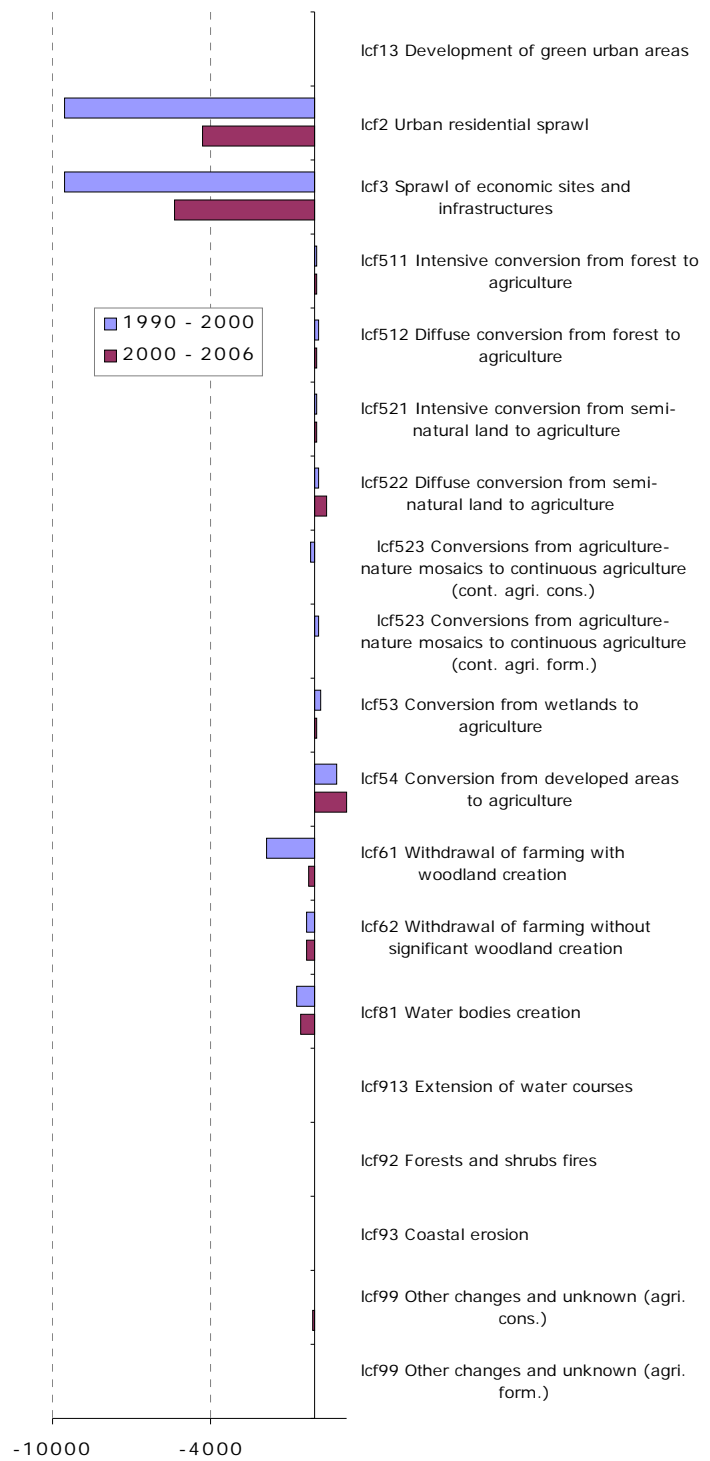 lcf13 Development of green urban areas
lcf2 Urban residential sprawl
lcf3 Sprawl of economic sites and
infrastructures
lcf511 Intensive conversion from forest to
agriculture
1990 - 2000
2000 - 2006
lcf512 Diffuse conversion from forest to
agriculture
lcf521 Intensive conversion from semi-
natural land to agriculture
lcf522 Diffuse conversion from semi-
natural land to agriculture
lcf523 Conversions from agriculture-
nature mosaics to continuous agriculture
(cont. agri. cons.)
lcf523 Conversions from agriculture-
nature mosaics to continuous agriculture
(cont. agri. form.)
lcf53 Conversion from wetlands to
agriculture
lcf54 Conversion from developed areas
to agriculture
lcf61 Withdrawal of farming with
woodland creation
lcf62 Withdrawal of farming without
significant woodland creation
lcf81 Water bodies creation
lcf913 Extension of water courses
lcf92 Forests and shrubs fires
lcf93 Coastal erosion
lcf99 Other changes and unknown (agri.
cons.)
lcf99 Other changes and unknown (agri.
form.)
-10000
-4000